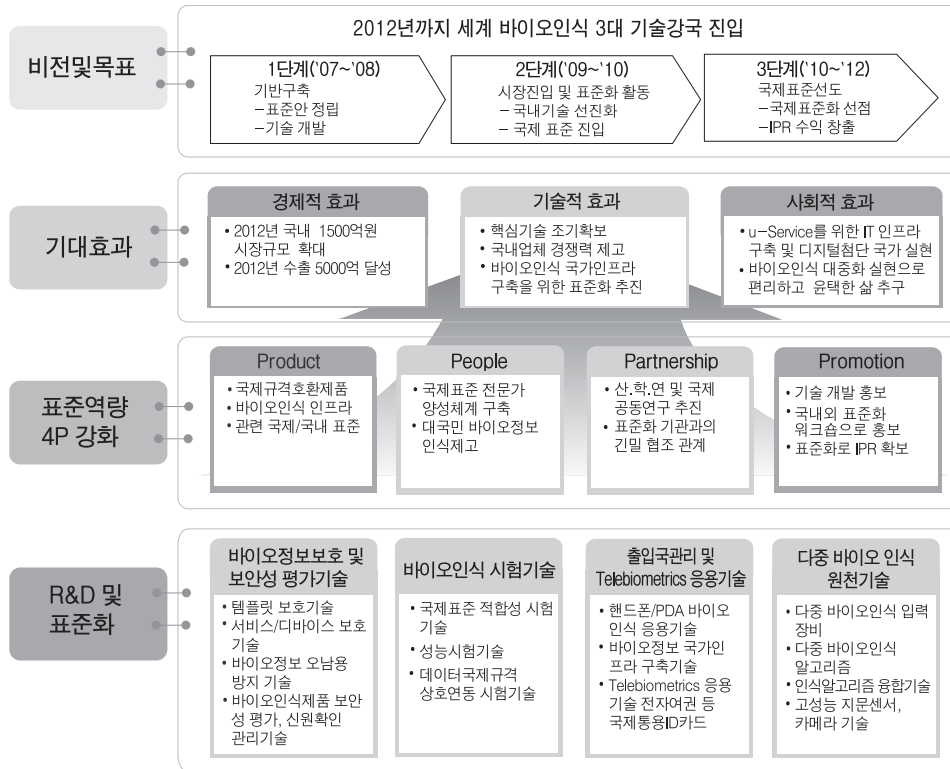 비전및목표
2012년까지 세계 바이오인식 3대 기술강국 진입
1단계('07~'08)
기반구축
–표준안 정립
–기술 개발
2단계('09~'10)
시장진입 및 표준화 활동
– 국내기술 선진화
– 국제 표준 진입
3단계('10~'12)
국제표준선도
–국제표준화 선점
–IPR 수익 창출
기대효과
경제적 효과
• 2012년 국내 1500억원
시장규모 확대
• 2012년 수출 5000억 달성
기술적 효과
• 핵심기술 조기확보
• 국내업체 경쟁력 제고
• 바이오인식 국가인프라
구축을 위한 표준화 추진
사회적 효과
• u–Service를 위한 IT 인프라
구축 및 디지털첨단 국가 실현
• 바이오인식 대중화 실현으로
편리하고 윤택한 삶 추구
표준역량
4P 강화
Product
• 국제규격호환제품
• 바이오인식 인프라
• 관련 국제/국내 표준
People
• 국제표준 전문가
양성체계 구축
• 대국민 바이오정보
인식제고
Partnership
• 산.학.연 및 국제
공동연구 추진
• 표준화 기관과의
긴밀 협조 관계
Promotion
• 기술 개발 홍보
• 국내외 표준화
워크숍으로 홍보
• 표준화로 IPR 확보
R&D 및
표준화
바이오정보보호 및
보안성 평가기술
• 템플릿 보호기술
• 서비스/디바이스 보호
기술
• 바이오정보 오남용
방지 기술
• 바이오인식제품 보안
성 평가, 신원확인
관리기술
바이오인식 시험기술
• 국제표준 적합성 시험
기술
• 성능시험기술
• 데이터국제규격
상호연동 시험기술
출입국관리 및
Telebiometrics 응용기술
• 핸드폰/PDA 바이오
인식 응용기술
• 바이오정보 국가인
프라 구축기술
• Telebiometrics 응용
기술 전자여권 등
국제통용ID카드
다중 바이오 인식
원천기술
• 다중 바이오인식 입력
장비
• 다중 바이오인식
알고리즘
• 인식알고리즘 융합기술
• 고성능 지문센서,
카메라 기술